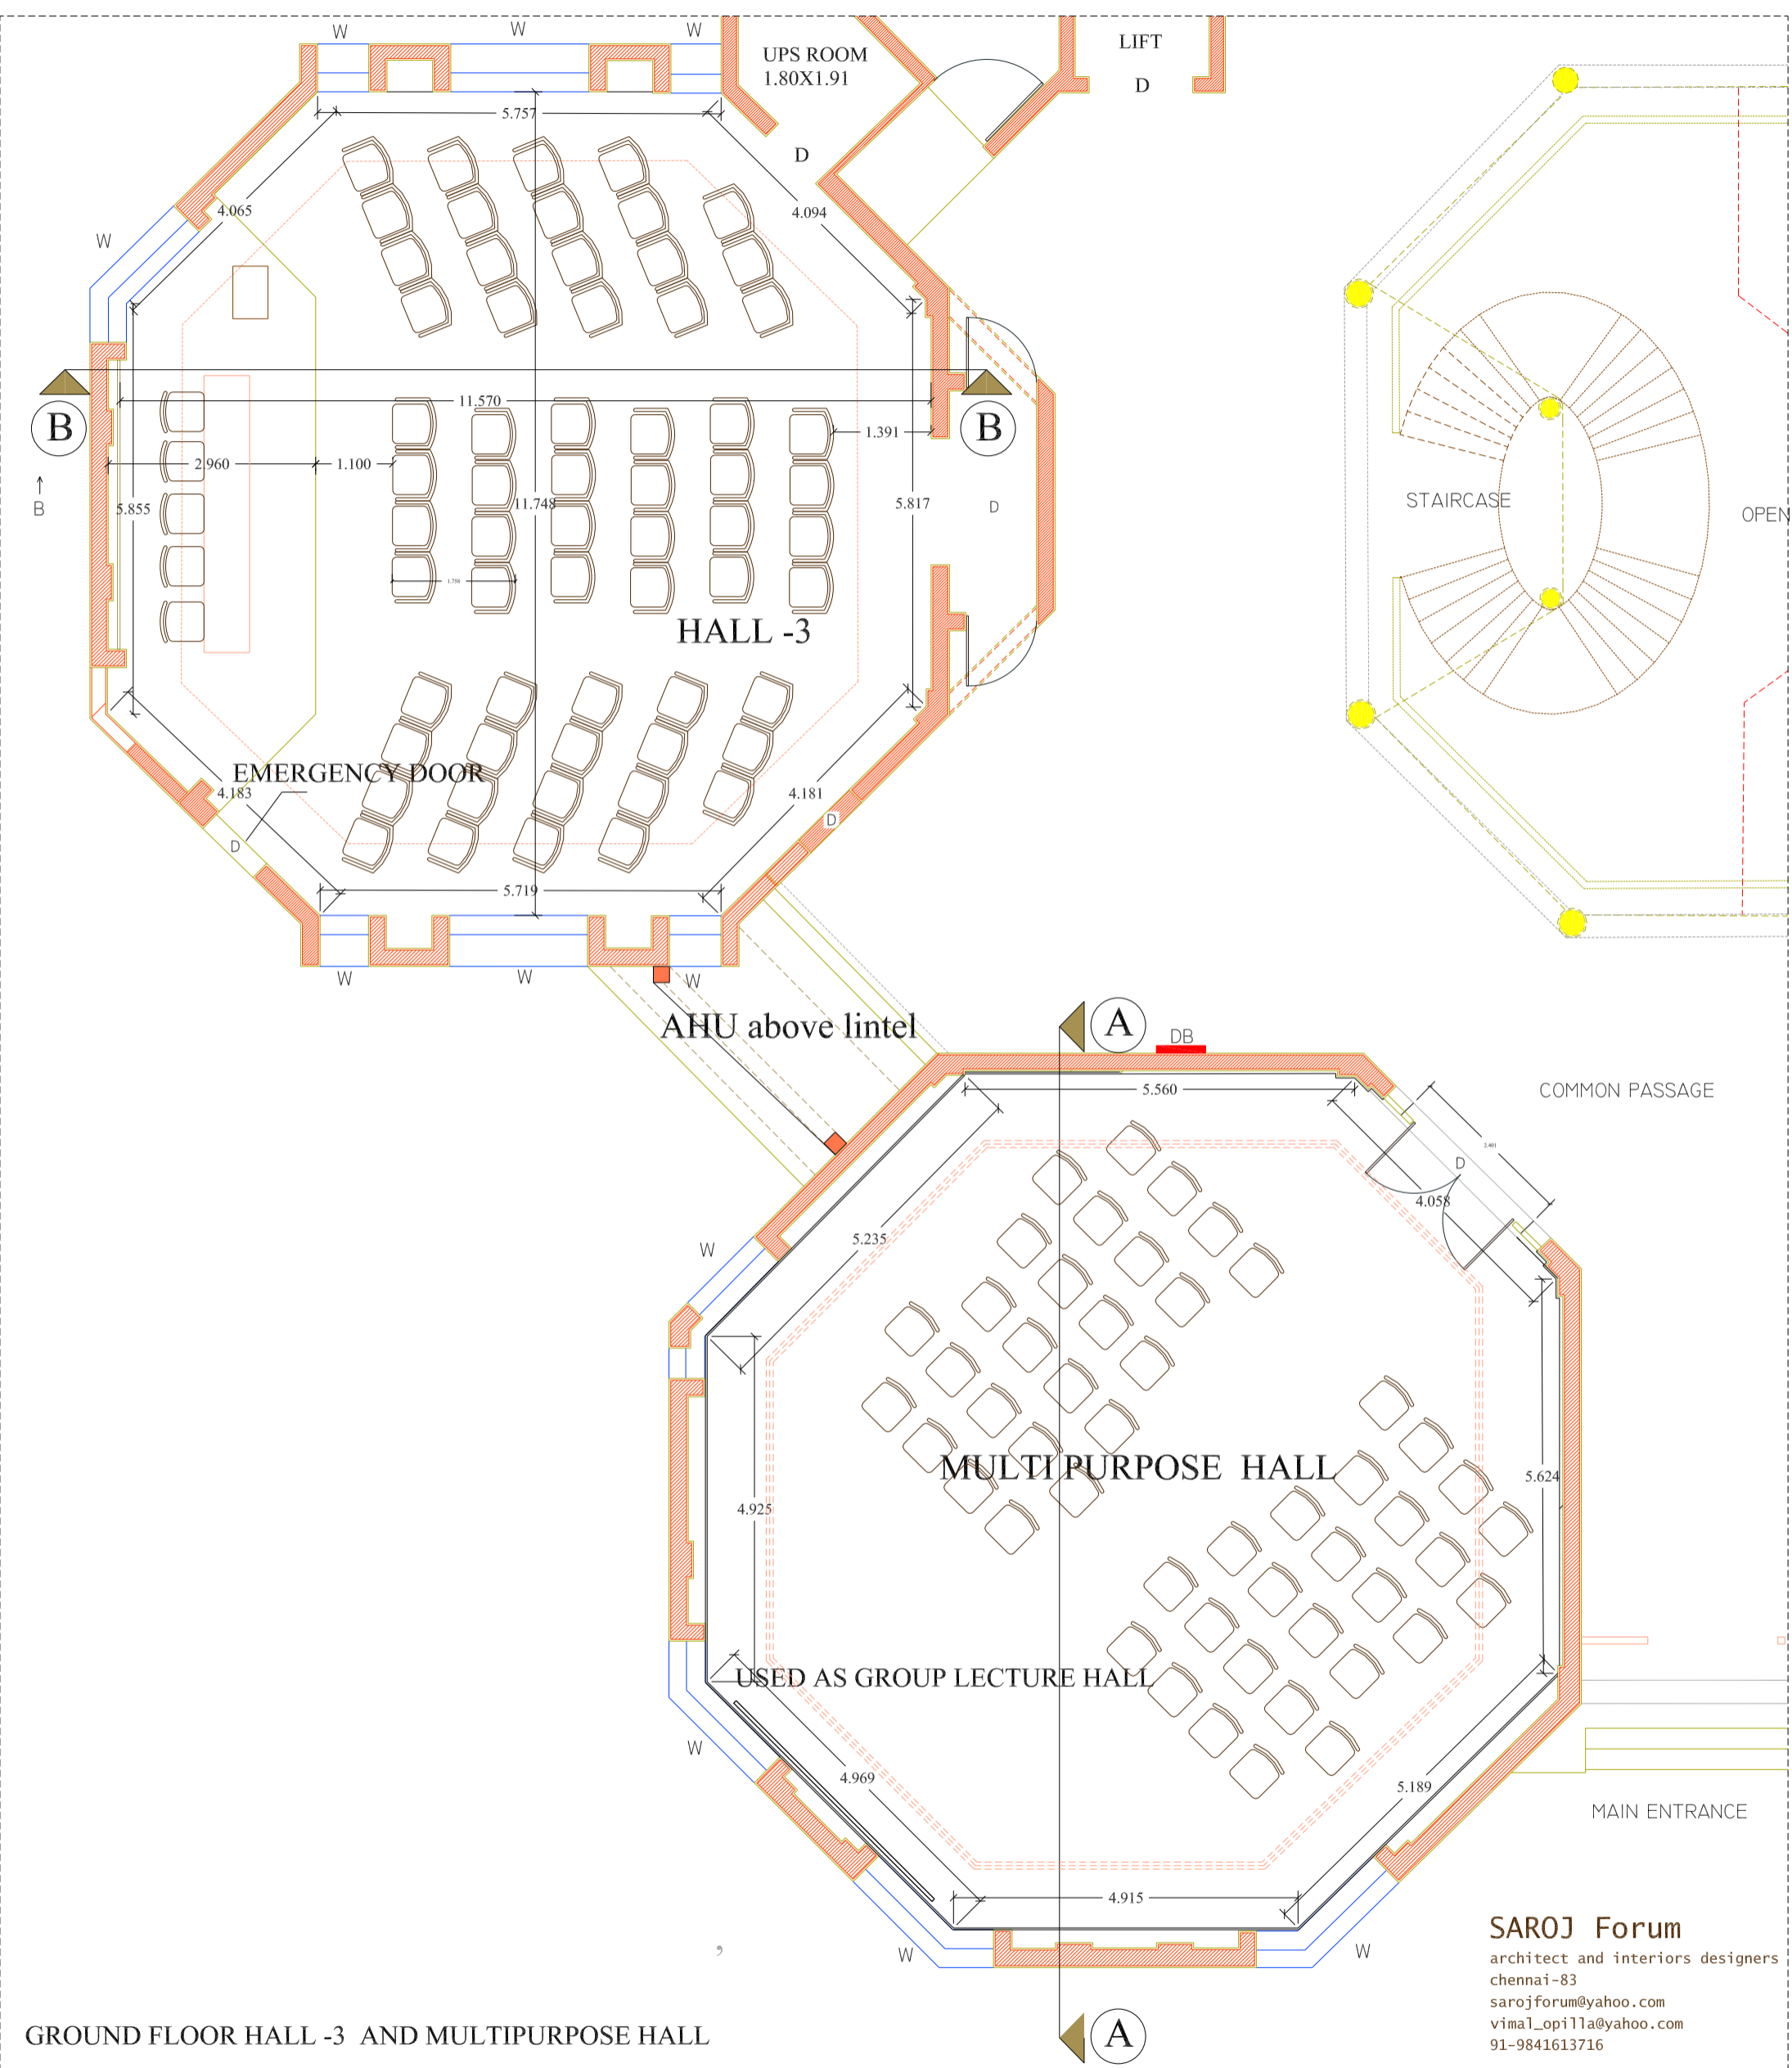 W
W
W
UPS ROOM
1.80X1.91
LIFT
D
5.757
D
4.065
4.094
W
11.570
B
B
1.391
2.960
1.100
B
5.855
11.748
5.817
D
STAIRCASE
OPEN
1.758
HALL -3
EMERGENCY DOOR
4.183
4.181
D
D
5.719
W
W
W
AHU above lintel
A
DB
5.560
COMMON PASSAGE
2.401
D
4.058
W
5.235
MULTI PURPOSE HALL
5.624
4.925
USED AS GROUP LECTURE HALL
W
4.969
5.189
MAIN ENTRANCE
4.915
W
W
,
SAROJ Forum
architect and interiors designers
chennai-83
sarojforum@yahoo.com
vimal_opilla@yahoo.com
91-9841613716
A
GROUND FLOOR HALL -3 AND MULTIPURPOSE HALL